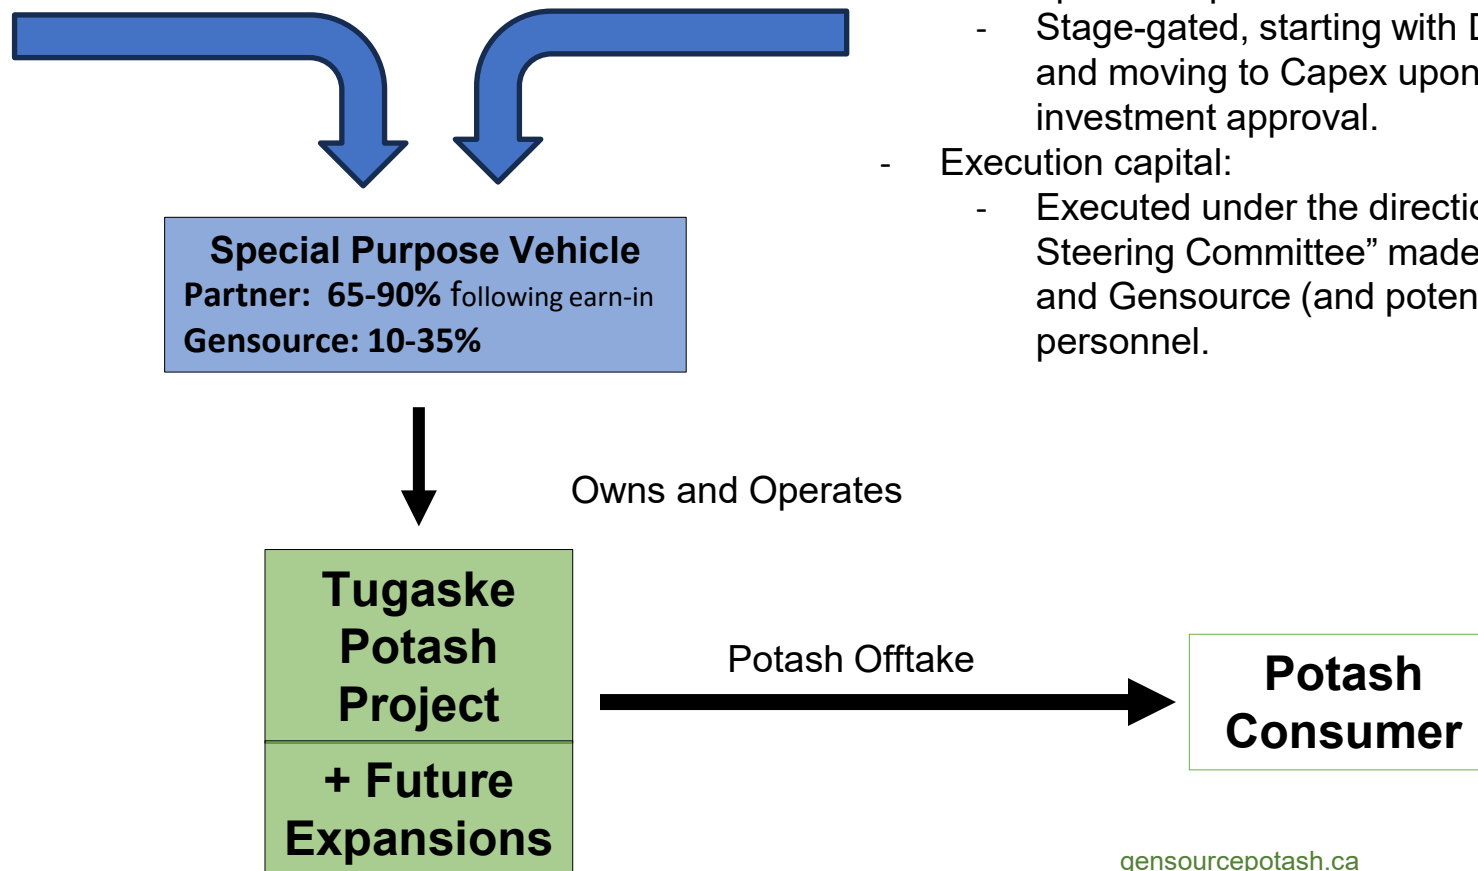 - Stage-gated, starting with
and moving to Capex upon
investment approval.
- Execution capital:
- Executed under the
Steering Committee” made
and Gensource (and
personnel.
Special Purpose Vehicle
Partner: 65-90% following earn-in
Gensource: 10-35%
Owns and Operates
Tugaske
Potash
Project
+ Future
Expansions
Potash Offtake
Potash
Consumer
gensourcepotash.ca